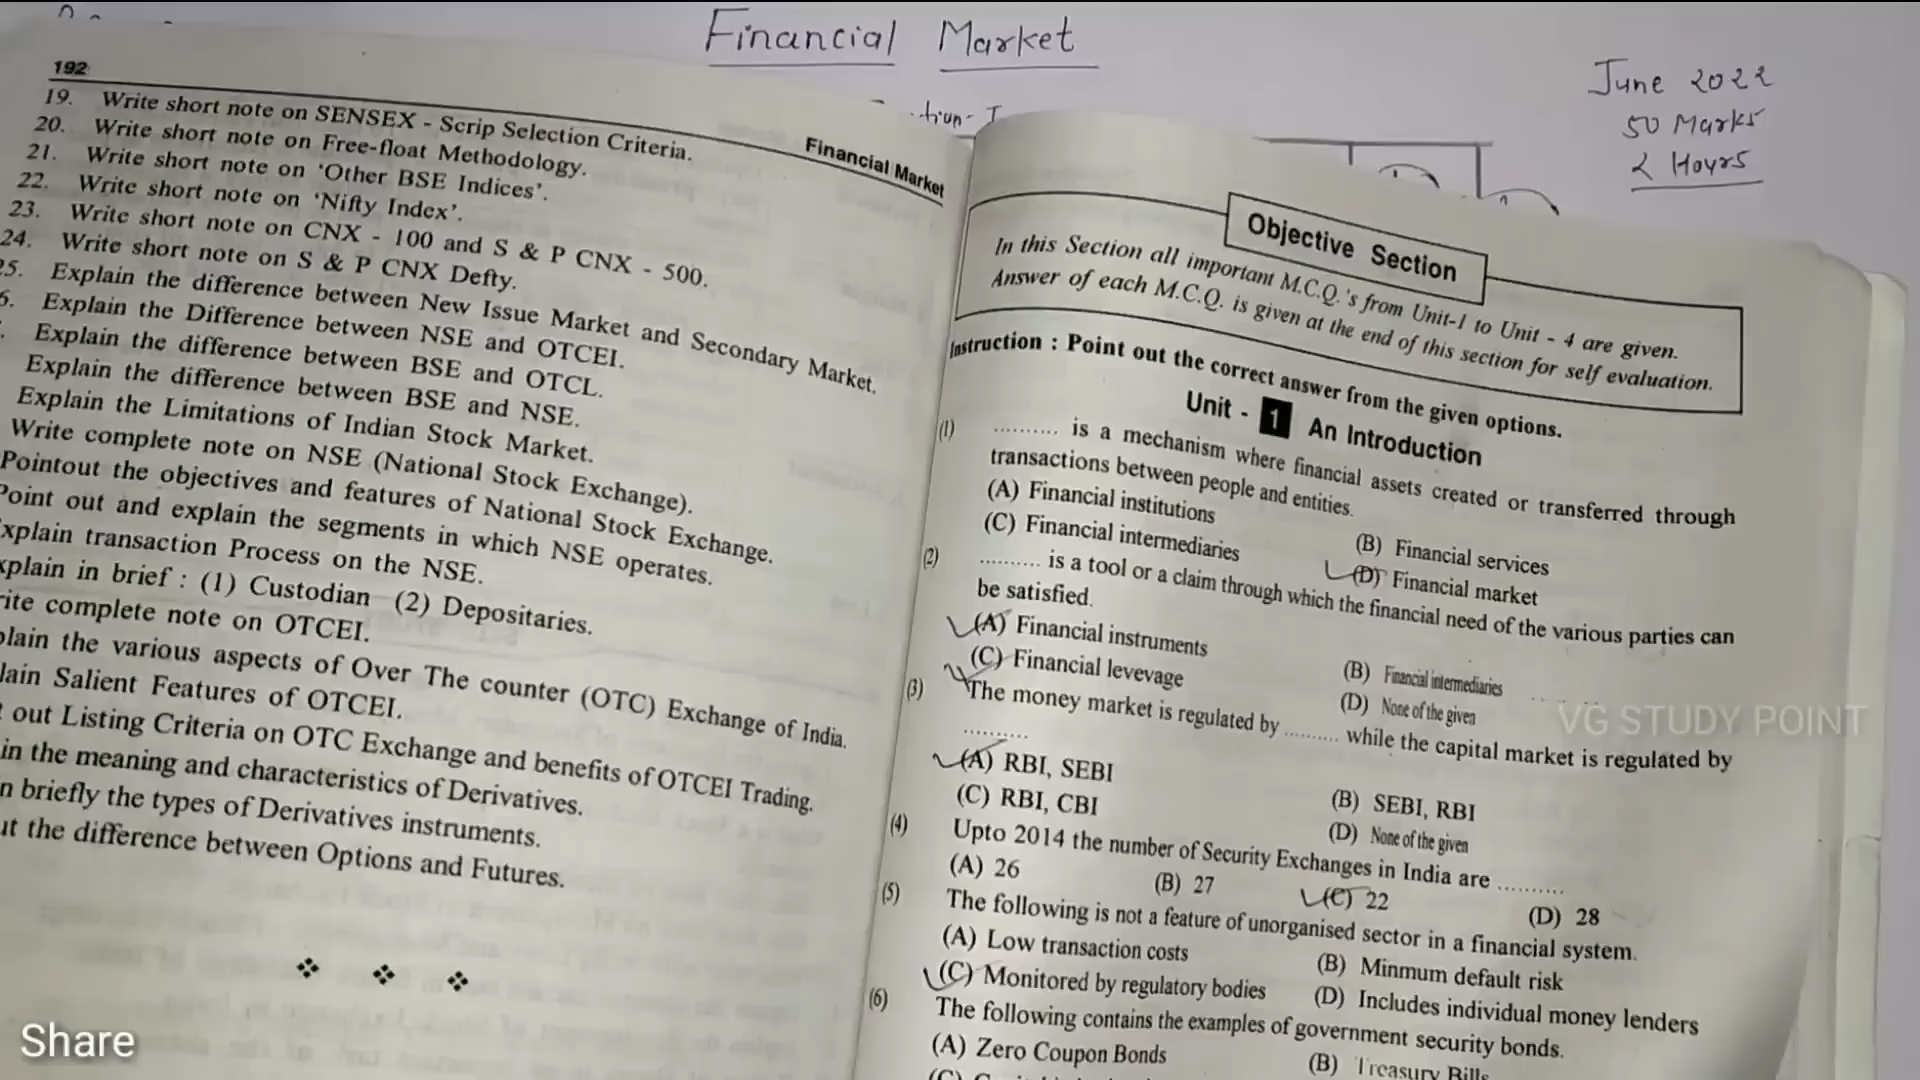 Financial Market
June 2022
50 Marks
2 Hours
192
Financial Market
19. Write short note on SENSEX - Scrip Selection Criteria.
20. Write short note on Free-float Methodology.
21. Write short note on 'Other BSE Indices'.
22. Write short note on 'Nifty Index'.
23. Write short note on CNX - 100 and S & P CNX - 500.
24. Write short note on S & P CNX Defty.
25. Explain the difference between New Issue Market and Secondary Market.
6. Explain the Difference between NSE and OTCEI.
Explain the difference between BSE and OTCL.
Explain the difference between BSE and NSE.
Explain the Limitations of Indian Stock Market.
Write complete note on NSE (National Stock Exchange).
Pointout the objectives and features of National Stock Exchange.
Point out and explain the segments in which NSE operates.
xplain transaction Process on the NSE.
xplain in brief : (1) Custodian (2) Depositaries.
rite complete note on OTCEI.
plain the various aspects of Over The counter (OTC) Exchange of India.
lain Salient Features of OTCEI.
t out Listing Criteria on OTC Exchange and benefits of OTCEI Trading.
in the meaning and characteristics of Derivatives.
n briefly the types of Derivatives instruments.
ut the difference between Options and Futures.
Objective Section
In this Section all important M.C.Q.'s from Unit-1 to Unit - 4 are given.
Answer of each M.C.Q. is given at the end of this section for self evaluation.
Instruction : Point out the correct answer from the given options.
Unit - 1 An Introduction
(1) .......... is a mechanism where financial assets created or transferred through
transactions between people and entities.
(A) Financial institutions (B) Financial services
(C) Financial intermediaries (D) Financial market
(2) .......... is a tool or a claim through which the financial need of the various parties can
be satisfied.
(A) Financial instruments (B) Financial intermediaries
(C) Financial levevage (D) None of the given
(3) The money market is regulated by .......... while the capital market is regulated by
..........
(A) RBI, SEBI (B) SEBI, RBI
(C) RBI, CBI (D) None of the given
(4) Upto 2014 the number of Security Exchanges in India are ..........
(A) 26 (B) 27 (C) 22 (D) 28
(5) The following is not a feature of unorganised sector in a financial system.
(A) Low transaction costs (B) Minmum default risk
(C) Monitored by regulatory bodies (D) Includes individual money lenders
(6) The following contains the examples of government security bonds.
(A) Zero Coupon Bonds (B) Treasury Bills
VG STUDY POINT
Share